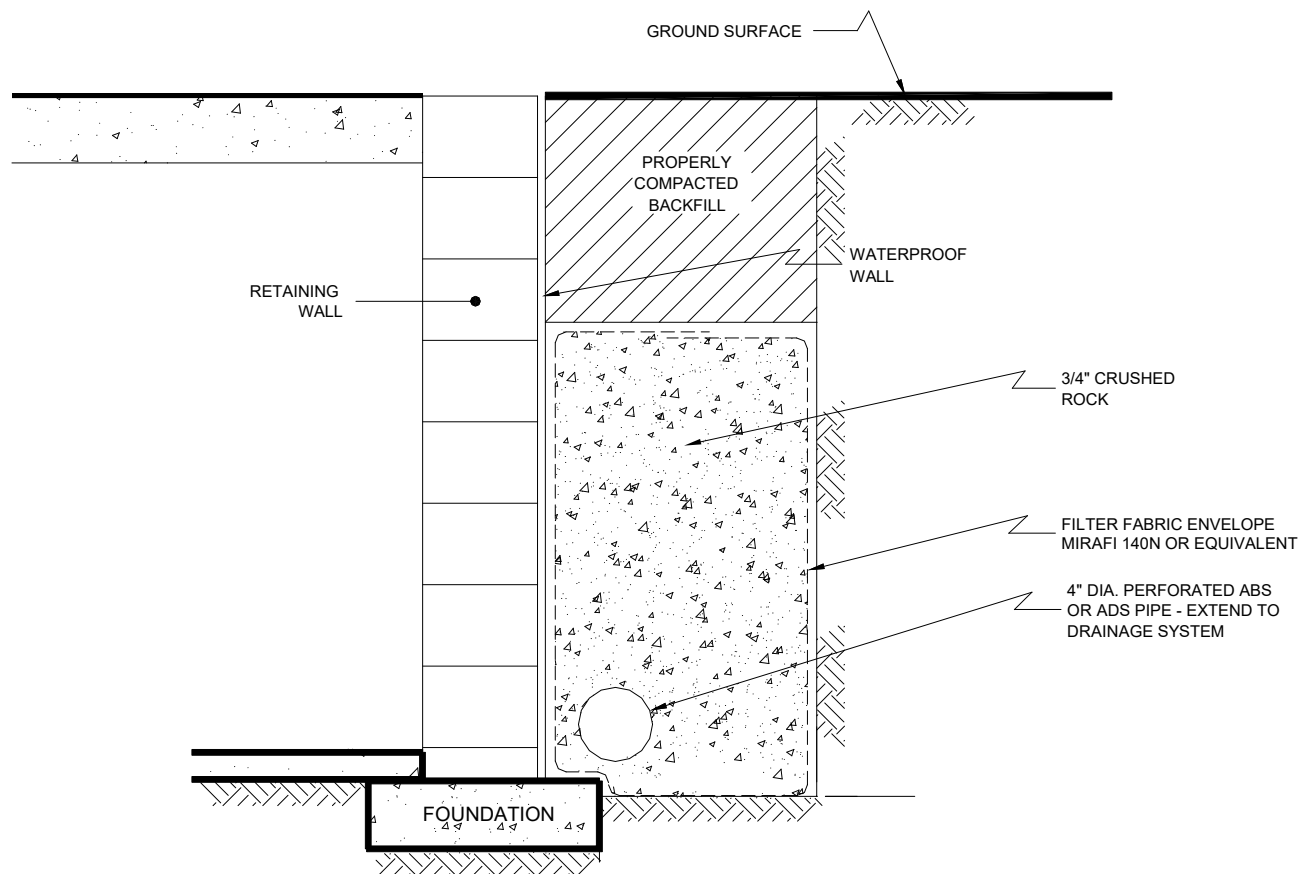 GROUND SURFACE
PROPERLY
COMPACTED
BACKFILL
WATERPROOF
WALL
RETAINING
WALL
3/4" CRUSHED
ROCK
FILTER FABRIC ENVELOPE
MIRAFI 140N OR EQUIVALENT
4" DIA. PERFORATED ABS
OR ADS PIPE - EXTEND TO
DRAINAGE SYSTEM
FOUNDATION